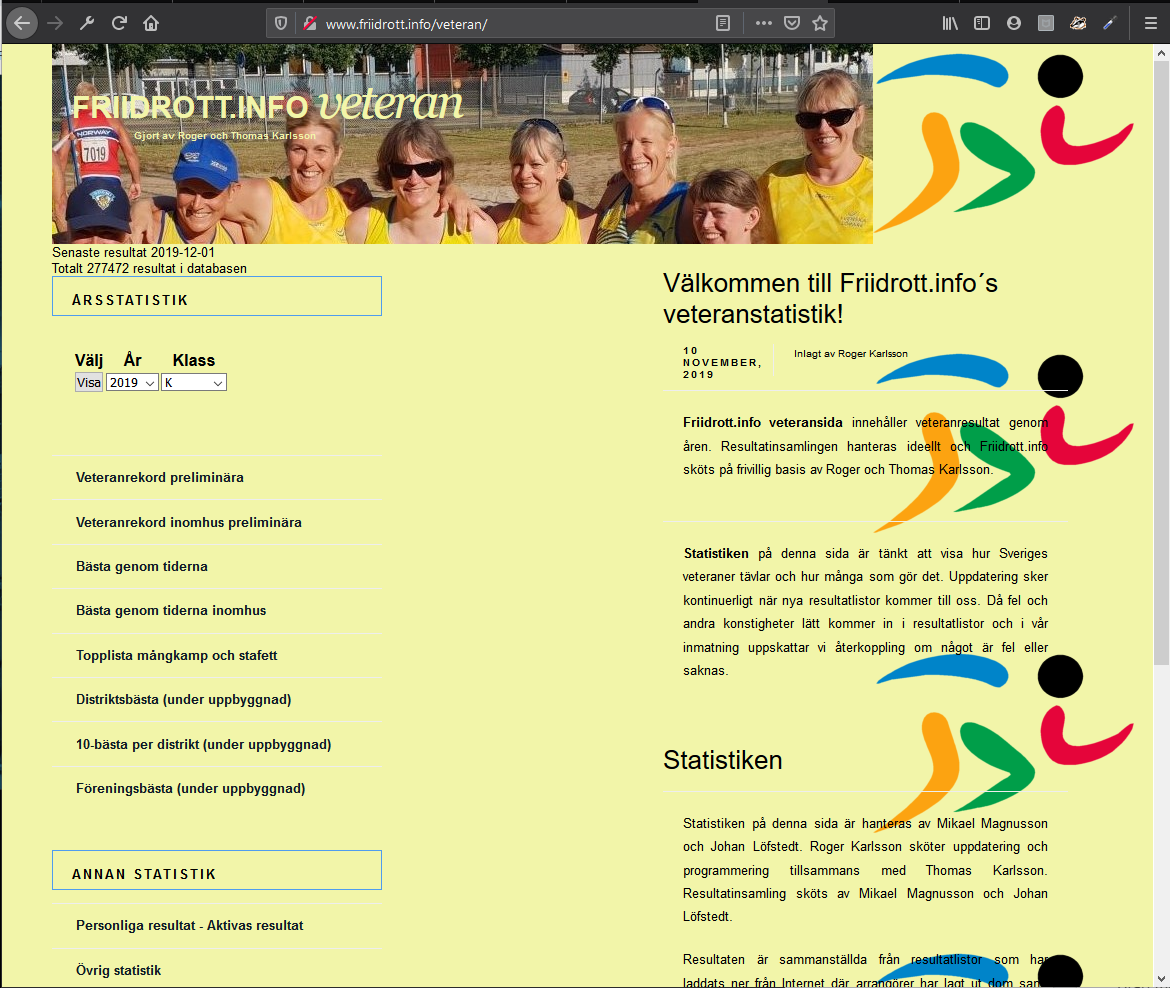 www.friidrott.info/veteran/
FRIIDROTT.INFO veteran
Gjort av Roger och Thomas Karlsson
NORWAY
7019
Senaste resultat 2019-12-01
Totalt 277472 resultat i databasen
ÅRSSTATISTIK
Välj År Klass
Visa 2019 K
Veteranrekord preliminära
Veteranrekord inomhus preliminära
Bästa genom tiderna
Bästa genom tiderna inomhus
Topplista mångkamp och stafett
Distriktsbästa (under uppbyggnad)
10-bästa per distrikt (under uppbyggnad)
Föreningsbästa (under uppbyggnad)
ANNAN STATISTIK
Personliga resultat - Aktivas resultat
Övrig statistik
Välkommen till Friidrott.info´s
veteranstatistik!
10
NOVEMBER,
2019
Inlagt av Roger Karlsson
Friidrott.info veteransida innehåller veteranresultat genom
åren. Resultatinsamlingen hanteras ideellt och Friidrott.info
sköts på frivillig basis av Roger och Thomas Karlsson.
Statistiken på denna sida är tänkt att visa hur Sveriges
veteraner tävlar och hur många som gör det. Uppdatering sker
kontinuerligt när nya resultatlistor kommer till oss. Då fel och
andra konstigheter lätt kommer in i resultatlistor och i vår
inmatning uppskattar vi återkoppling om något är fel eller
saknas.
Statistiken
Statistiken på denna sida är hanteras av Mikael Magnusson
och Johan Löfstedt. Roger Karlsson sköter uppdatering och
programmering tillsammans med Thomas Karlsson.
Resultatinsamling sköts av Mikael Magnusson och Johan
Löfstedt.
Resultaten är sammanställda från resultatlistor som har
laddats ner från Internet där arrangörer har lagt ut dom samt